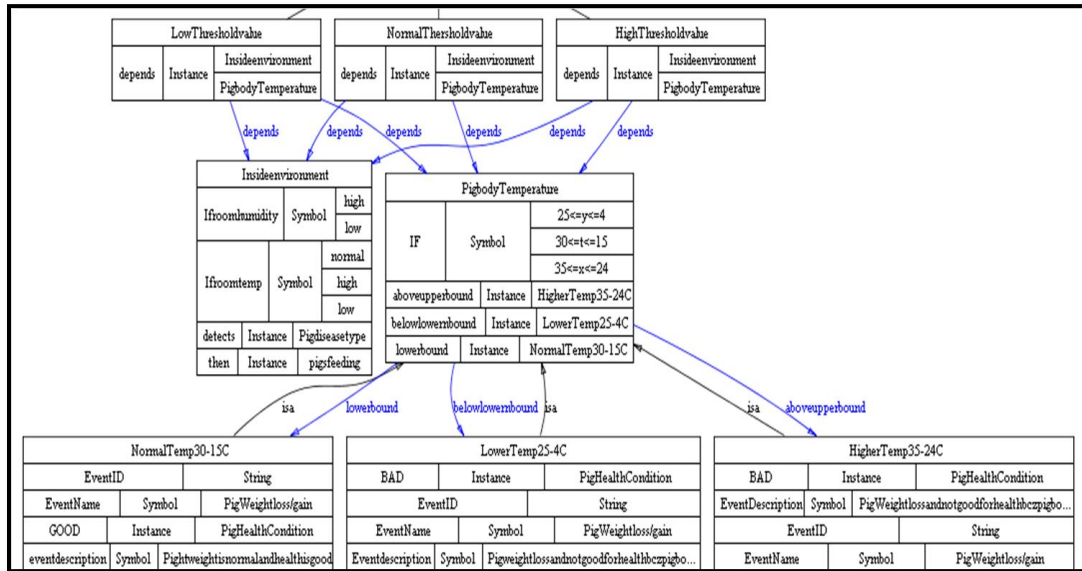 LowThresholdvalue
depends Instance Insideenvironment
PigbodyTemperature
NormalThersholdvalue
depends Instance Insideenvironment
PigbodyTemperature
HighThresholdvalue
depends Instance Insideenvironment
PigbodyTemperature
depends depends depends depends depends
Insideenvironment
Ifroomhumidity Symbol high
low
Ifroomtemp Symbol normal
high
low
detects Instance Pigdiseasetype
then Instance pigsfeeding
PigbodyTemperature
IF Symbol 25<=y<=4
30<=t<=15
35<=x<=24
aboveupperbound Instance HigherTemp35-24C
belowlowernbound Instance LowerTemp25-4C
lowerbound Instance NormalTemp30-15C
isa lowerbound belowlowernbound isa isa aboveupperbound
NormalTemp30-15C
EventID String
EventName Symbol PigWeightloss/gain
GOOD Instance PigHealthCondition
eventdescription Symbol Pightweightisnormalandhealthisgood
LowerTemp25-4C
BAD Instance PigHealthCondition
EventID String
EventName Symbol PigWeightloss/gain
Eventdescription Symbol Pigweightlossandnotgoodforhealthbczpigbo...
HigherTemp35-24C
BAD Instance PigHealthCondition
EventDescription Symbol PigWeightlossandnotgoodforhealthbczpigbo...
EventID String
EventName Symbol PigWeightloss/gain